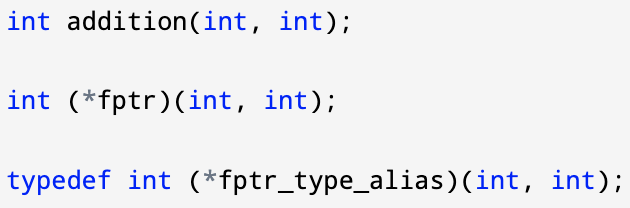 int addition(int, int);
int (*fptr)(int, int);
typedef int (*fptr_type_alias)(int, int);